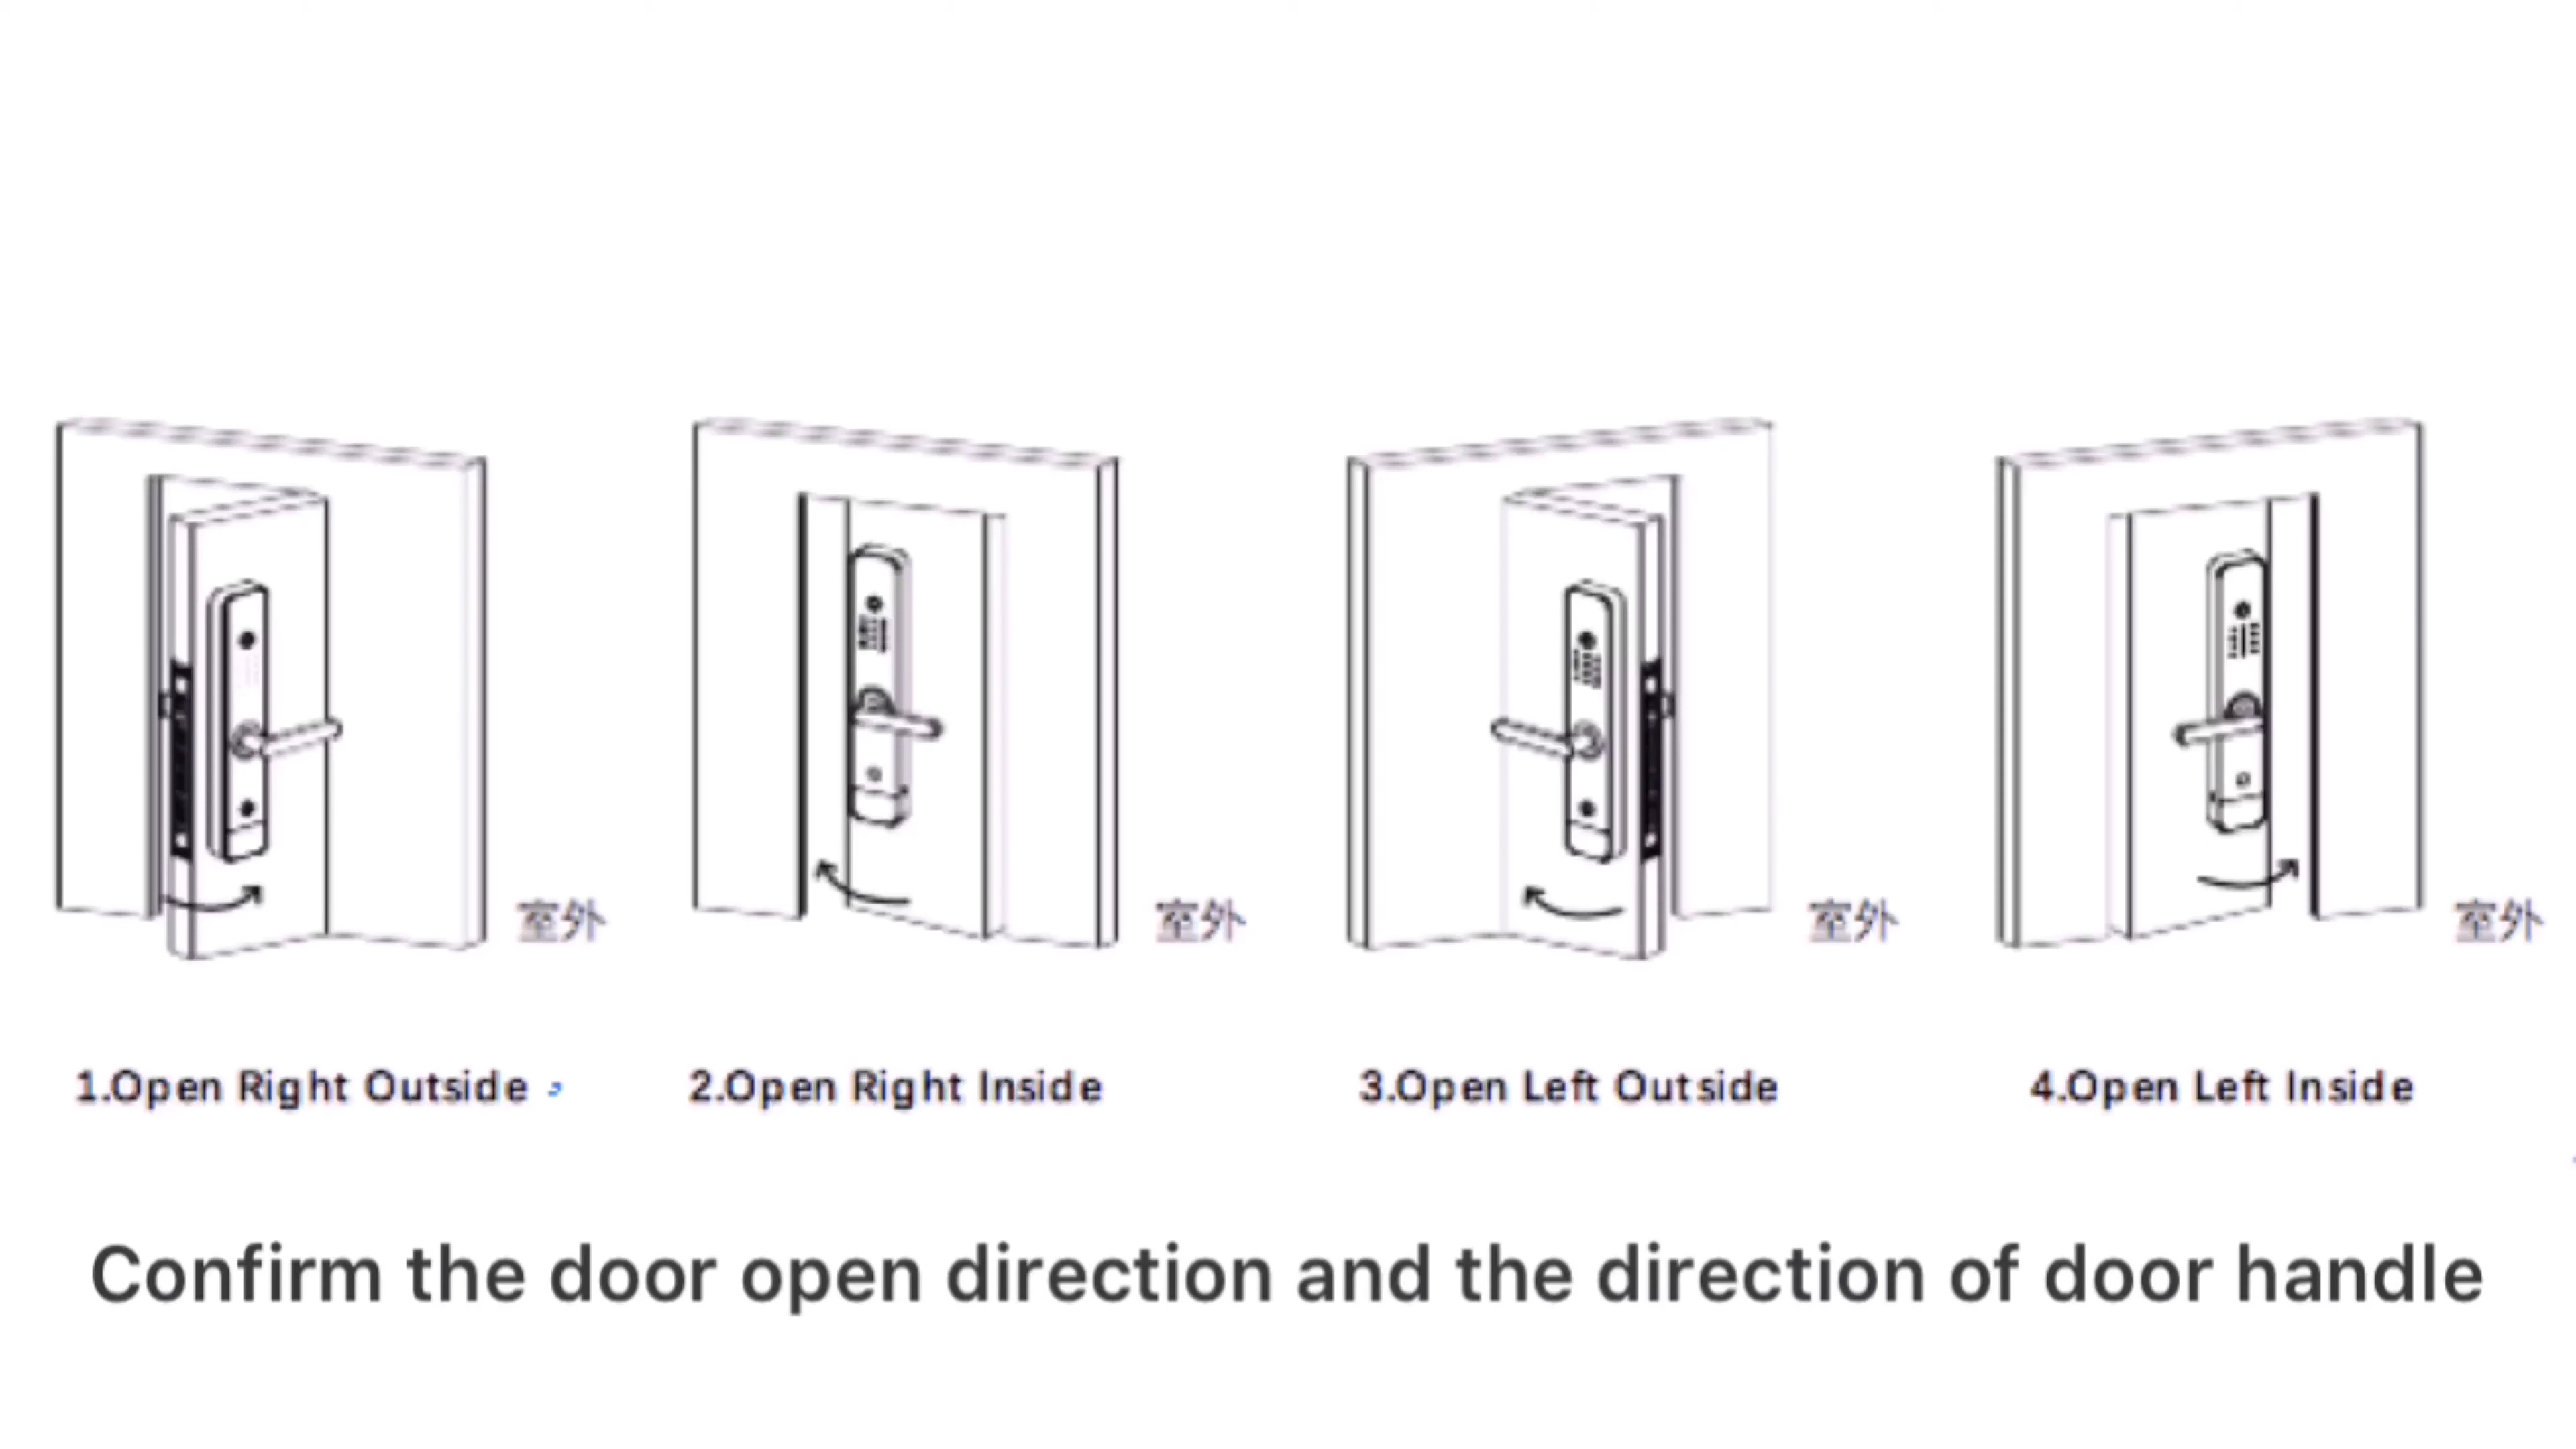 室外 室外 室外 室外
1.Open Right Outside 2.Open Right Inside 3.Open Left Outside 4.Open Left Inside
Confirm the door open direction and the direction of door handle